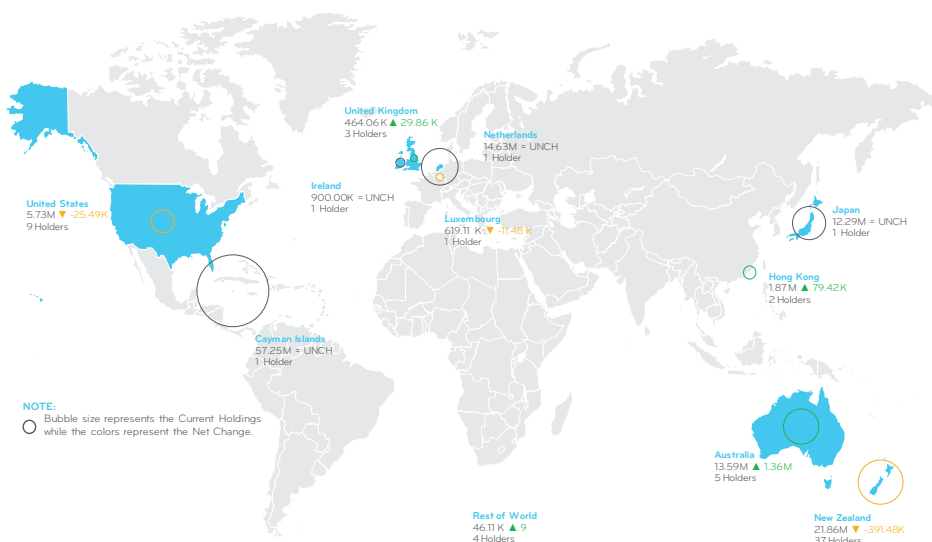 United Kingdom
464.06K ▲ 29.86 K
3 Holders
Netherlands
14.63M = UNCH
1 Holder
Ireland
900.00K = UNCH
1 Holder
United States
5.73M ▼ -25.49K
9 Holders
Luxembourg
619.11 K ▼ -11.48 K
1 Holder
Japan
12.29M = UNCH
1 Holder
Hong Kong
1.87M ▲ 79.42K
2 Holders
Cayman Islands
57.25M = UNCH
1 Holder
NOTE:
Bubble size represents the Current Holdings
while the colors represent the Net Change.
Australia
13.59M ▲ 1.36M
5 Holders
Rest of World
46.11 K ▲ 9
4 Holders
New Zealand
21.86M ▼ -391.48K
37 Holders